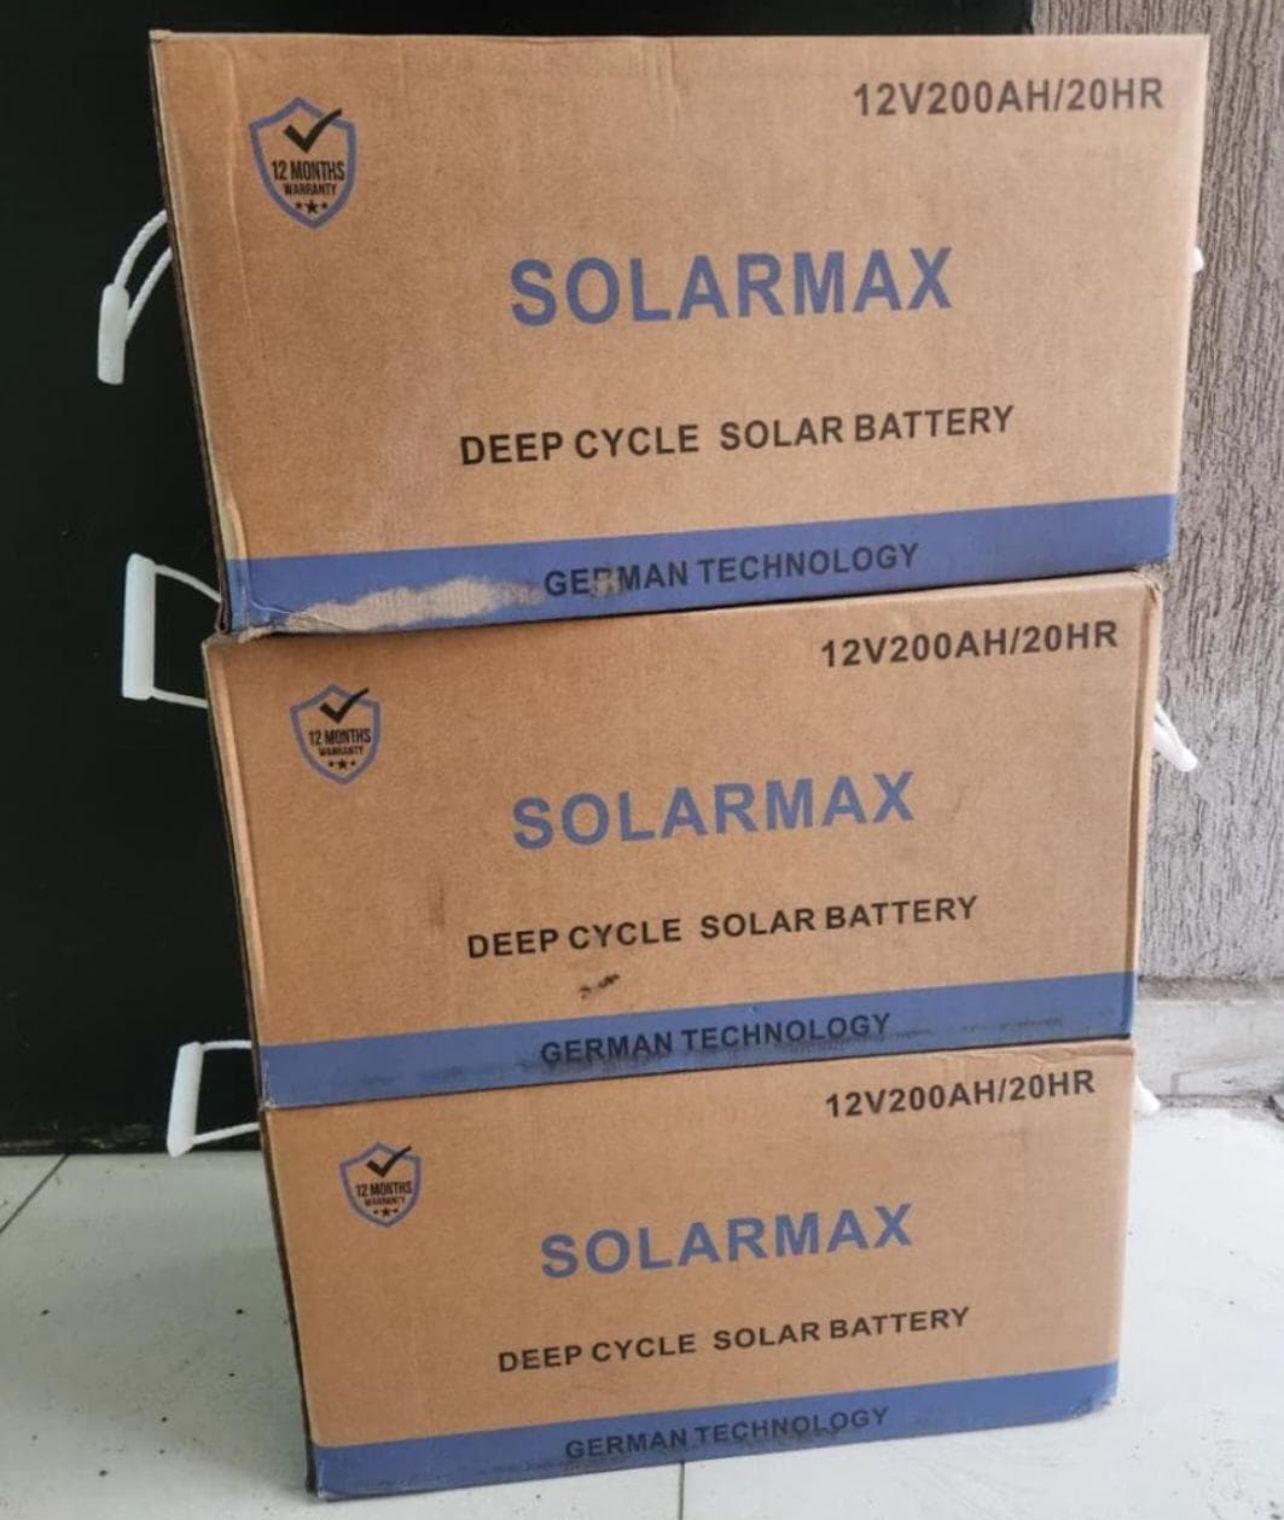 12V200AH/20HR
12 MONTHS
WARRANTY
SOLARMAX
DEEP CYCLE SOLAR BATTERY
GERMAN TECHNOLOGY
12V200AH/20HR
12 MONTHS
WARRANTY
SOLARMAX
DEEP CYCLE SOLAR BATTERY
GERMAN TECHNOLOGY
12V200AH/20HR
12 MONTHS
WARRANTY
SOLARMAX
DEEP CYCLE SOLAR BATTERY
GERMAN TECHNOLOGY